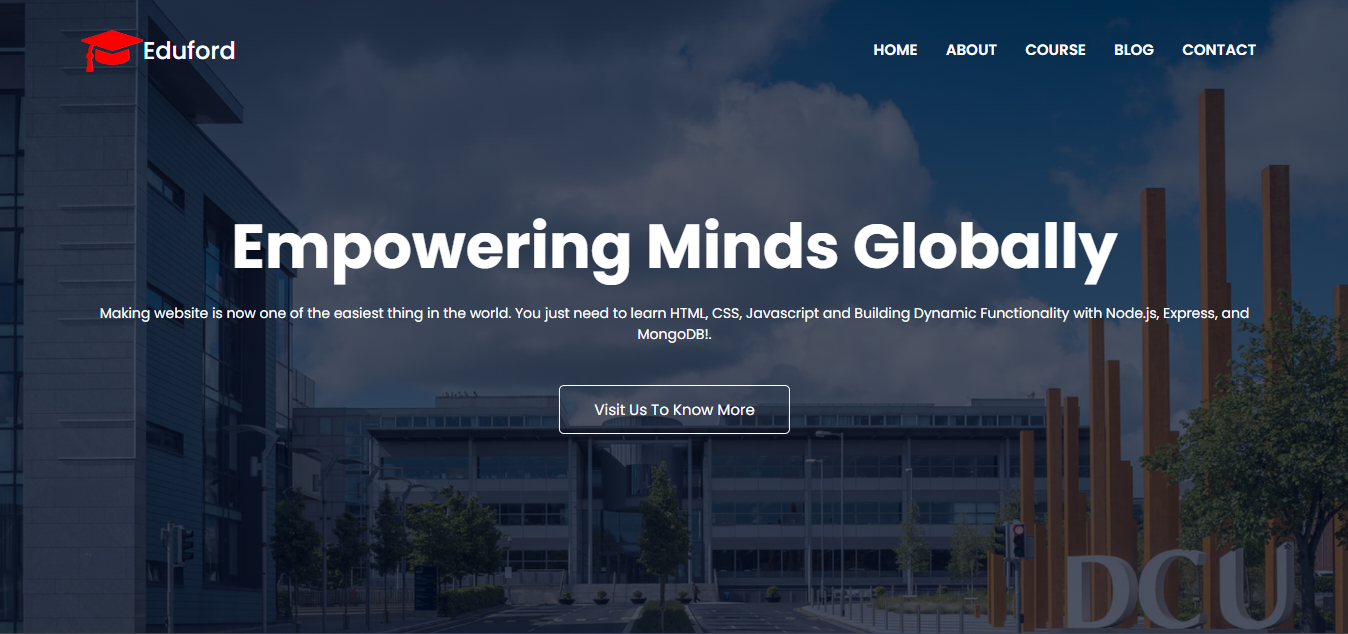 Eduford
HOME ABOUT COURSE BLOG CONTACT
Empowering Minds Globally
Making website is now one of the easiest thing in the world. You just need to learn HTML, CSS, Javascript and Building Dynamic Functionality with Node.js, Express, and
MongoDB!.
Visit Us To Know More
DCU